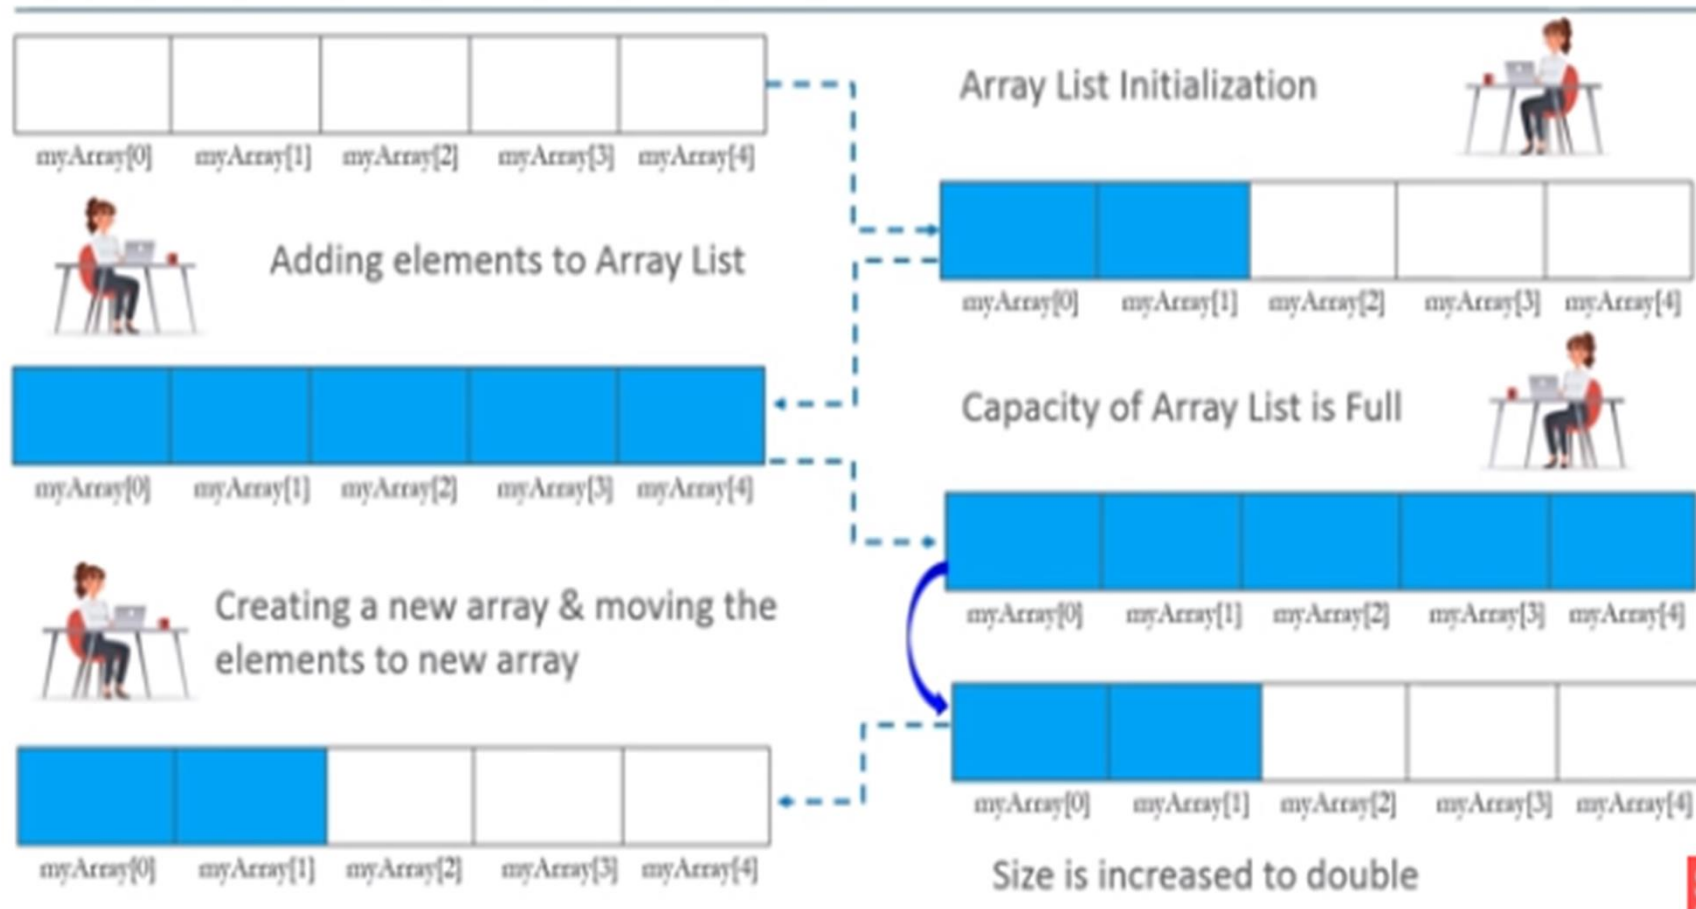 myArray[0] myArray[1] myArray[2] myArray[3] myArray[4]
Array List Initialization
Adding elements to Array List
myArray[0] myArray[1] myArray[2] myArray[3] myArray[4]
myArray[0] myArray[1] myArray[2] myArray[3] myArray[4]
Capacity of Array List is Full
myArray[0] myArray[1] myArray[2] myArray[3] myArray[4]
Creating a new array & moving the
elements to new array
myArray[0] myArray[1] myArray[2] myArray[3] myArray[4]
myArray[0] myArray[1] myArray[2] myArray[3] myArray[4]
Size is increased to double